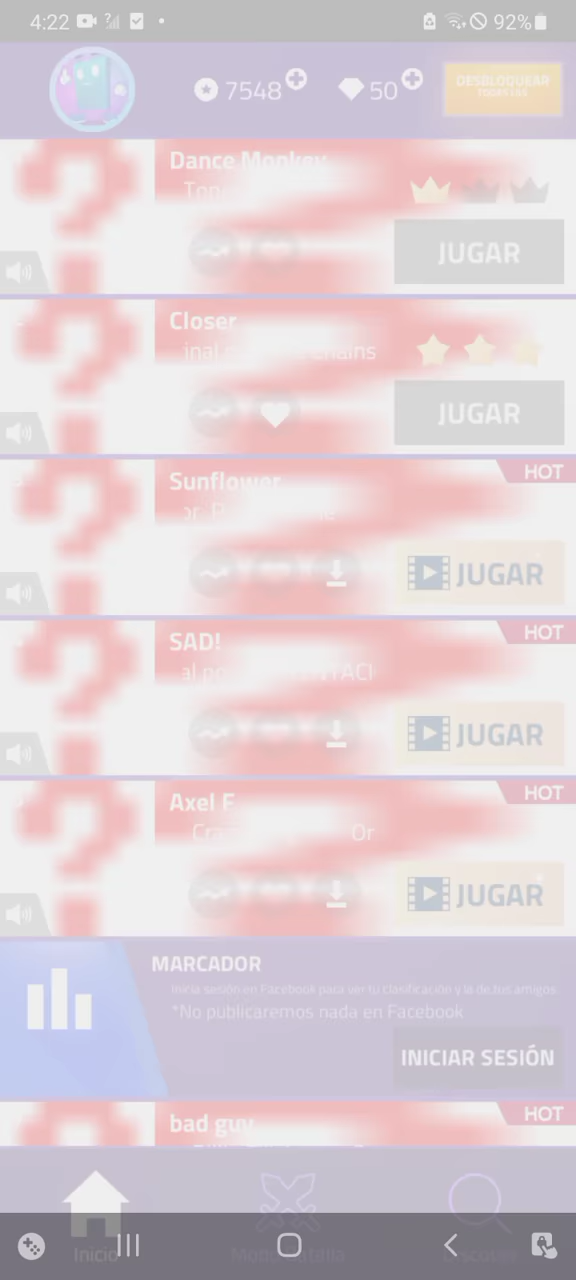 4:22
92%
7548
50
DESBLOQUEAR
Dance Monkey
JUGAR
Closer
JUGAR
HOT
Sunflower
JUGAR
HOT
SAD!
JUGAR
HOT
Axel F
JUGAR
MARCADOR
Inicia sesión en Facebook para ver tu clasificación y la de tus amigos.
*No publicaremos nada en Facebook
INICIAR SESIÓN
HOT
bad guy
Inicio